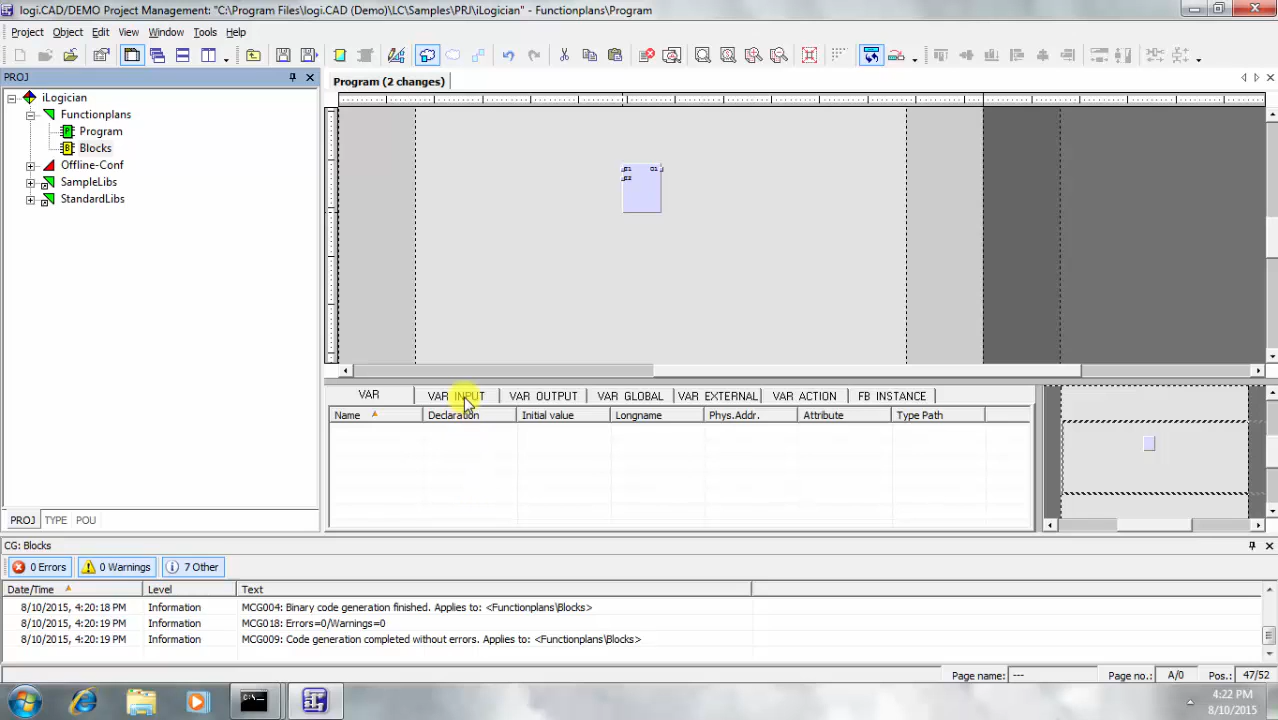 logi.CAD/DEMO Project Management: "C:\Program Files\logi.CAD (Demo)\LC\Samples\PRJ\iLogician" - Functionplans\Program
Project Object Edit View Window Tools Help
PROJ
iLogician
Functionplans
Program
Blocks
Offline-Conf
SampleLibs
StandardLibs
PROJ TYPE POU
Program (2 changes)
VAR VAR INPUT VAR OUTPUT VAR GLOBAL VAR EXTERNAL VAR ACTION FB INSTANCE
Name Declaration Initial value Longname Phys.Addr. Attribute Type Path
CG: Blocks
0 Errors 0 Warnings 7 Other
Date/Time Level Text
8/10/2015, 4:20:18 PM Information MCG004: Binary code generation finished. Applies to: <Functionplans\Blocks>
8/10/2015, 4:20:19 PM Information MCG018: Errors=0/Warnings=0
8/10/2015, 4:20:19 PM Information MCG009: Code generation completed without errors. Applies to: <Functionplans\Blocks>
Page name: --- Page no.: A/0 Pos.: 47/52
4:22 PM
8/10/2015